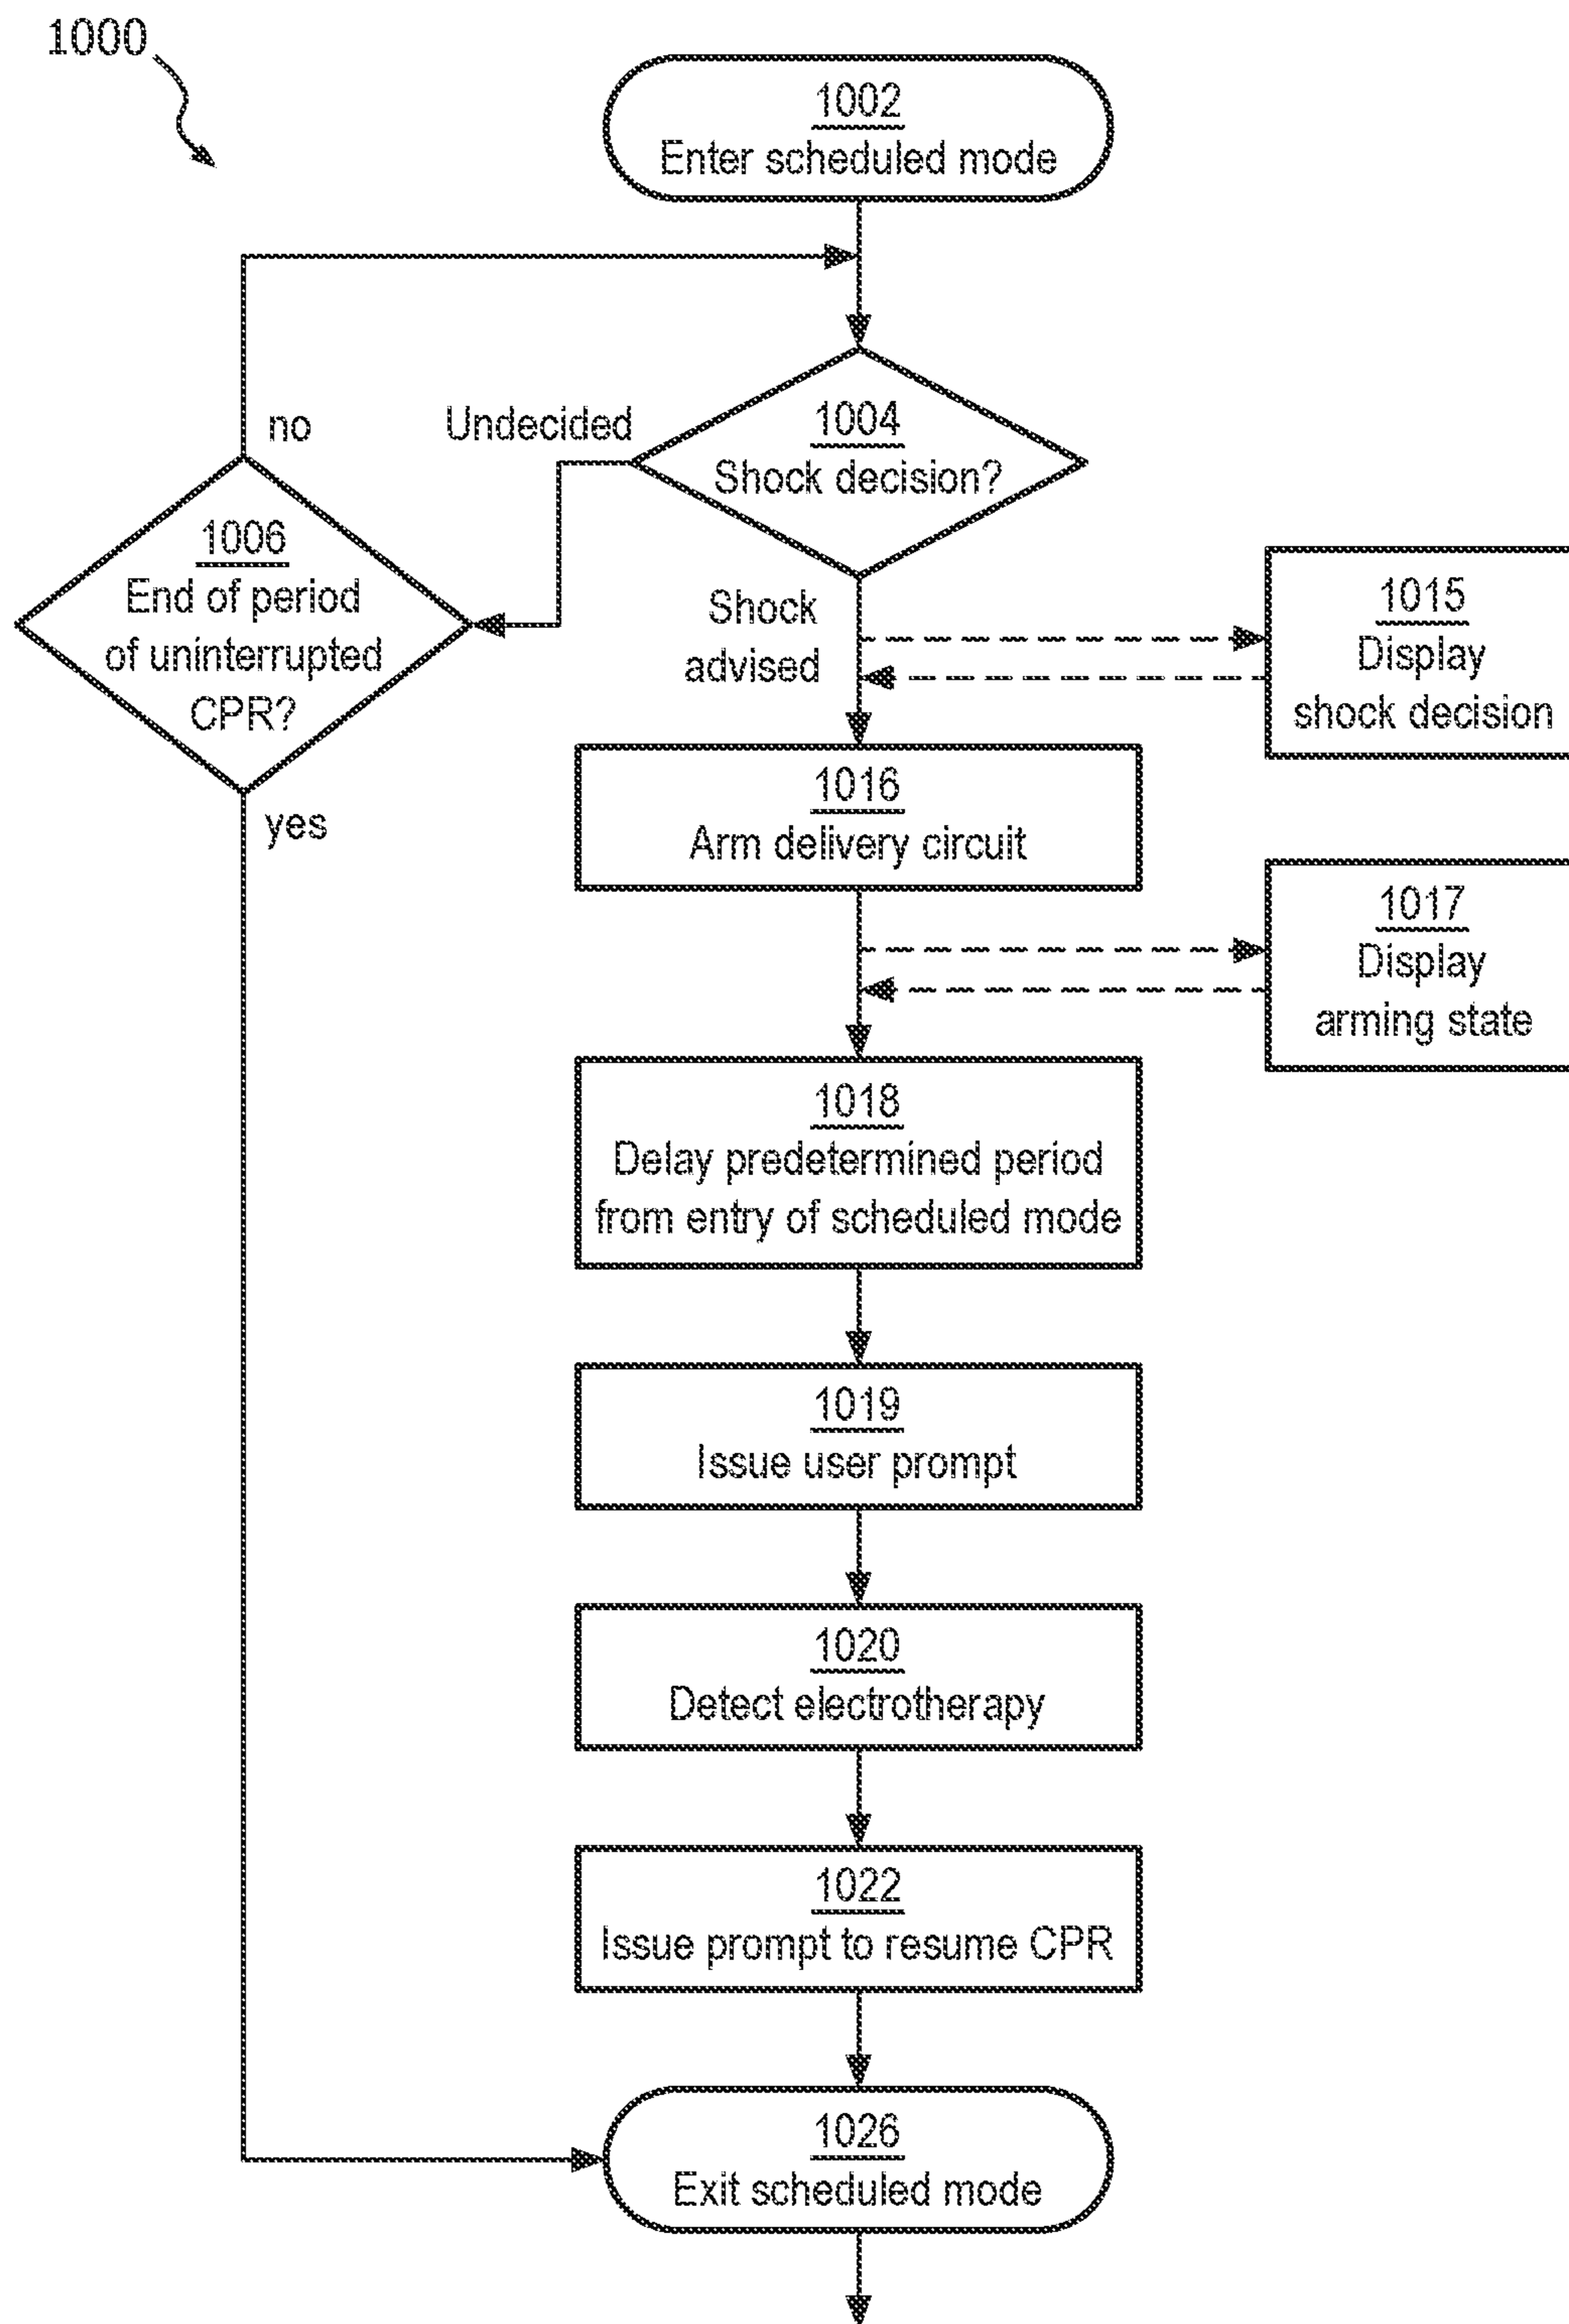 1000
1002
Enter scheduled mode
no
Undecided
1004
Shock decision?
1006
End of period
of uninterrupted
CPR?
yes
Shock
advised
1015
Display
shock decision
1016
Arm delivery circuit
1017
Display
arming state
1018
Delay predetermined period
from entry of scheduled mode
1019
Issue user prompt
1020
Detect electrotherapy
1022
Issue prompt to resume CPR
1026
Exit scheduled mode